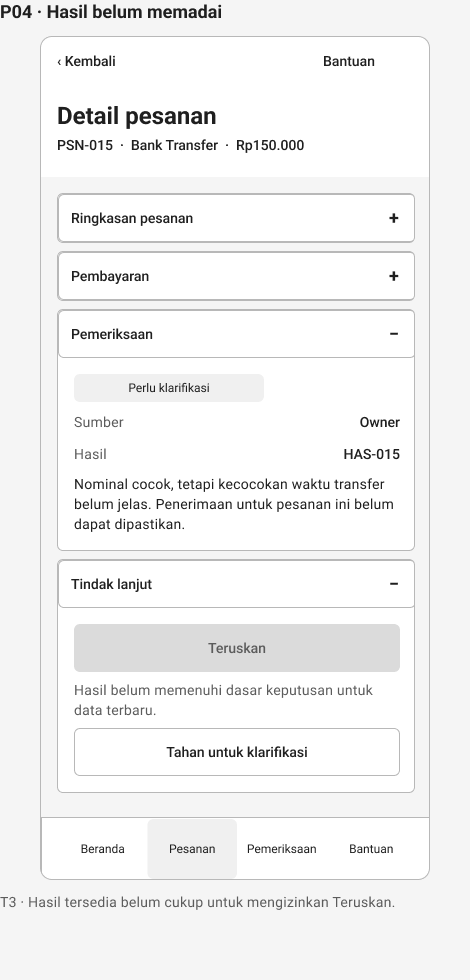 P04 · Hasil belum memadai
‹ Kembali
Bantuan
Detail pesanan
PSN-015 · Bank Transfer · Rp150.000
Ringkasan pesanan +
Pembayaran +
Pemeriksaan −
Perlu klarifikasi
Sumber Owner
Hasil HAS-015
Nominal cocok, tetapi kecocokan waktu transfer
belum jelas. Penerimaan untuk pesanan ini belum
dapat dipastikan.
Tindak lanjut −
Teruskan
Hasil belum memenuhi dasar keputusan untuk
data terbaru.
Tahan untuk klarifikasi
Beranda Pesanan Pemeriksaan Bantuan
T3 · Hasil tersedia belum cukup untuk mengizinkan Teruskan.